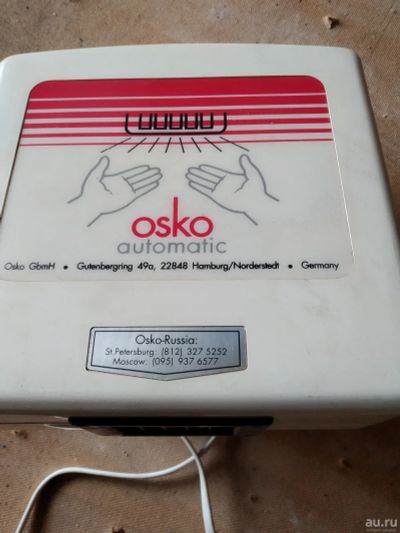 osko
automatic
Osko GbmH • Gutenbergring 49a, 22848 Hamburg/Norderstedt • Germany
Osko-Russia:
St.Petersburg: (812) 327 5252
Moscow: (095) 937 6577
au.ru